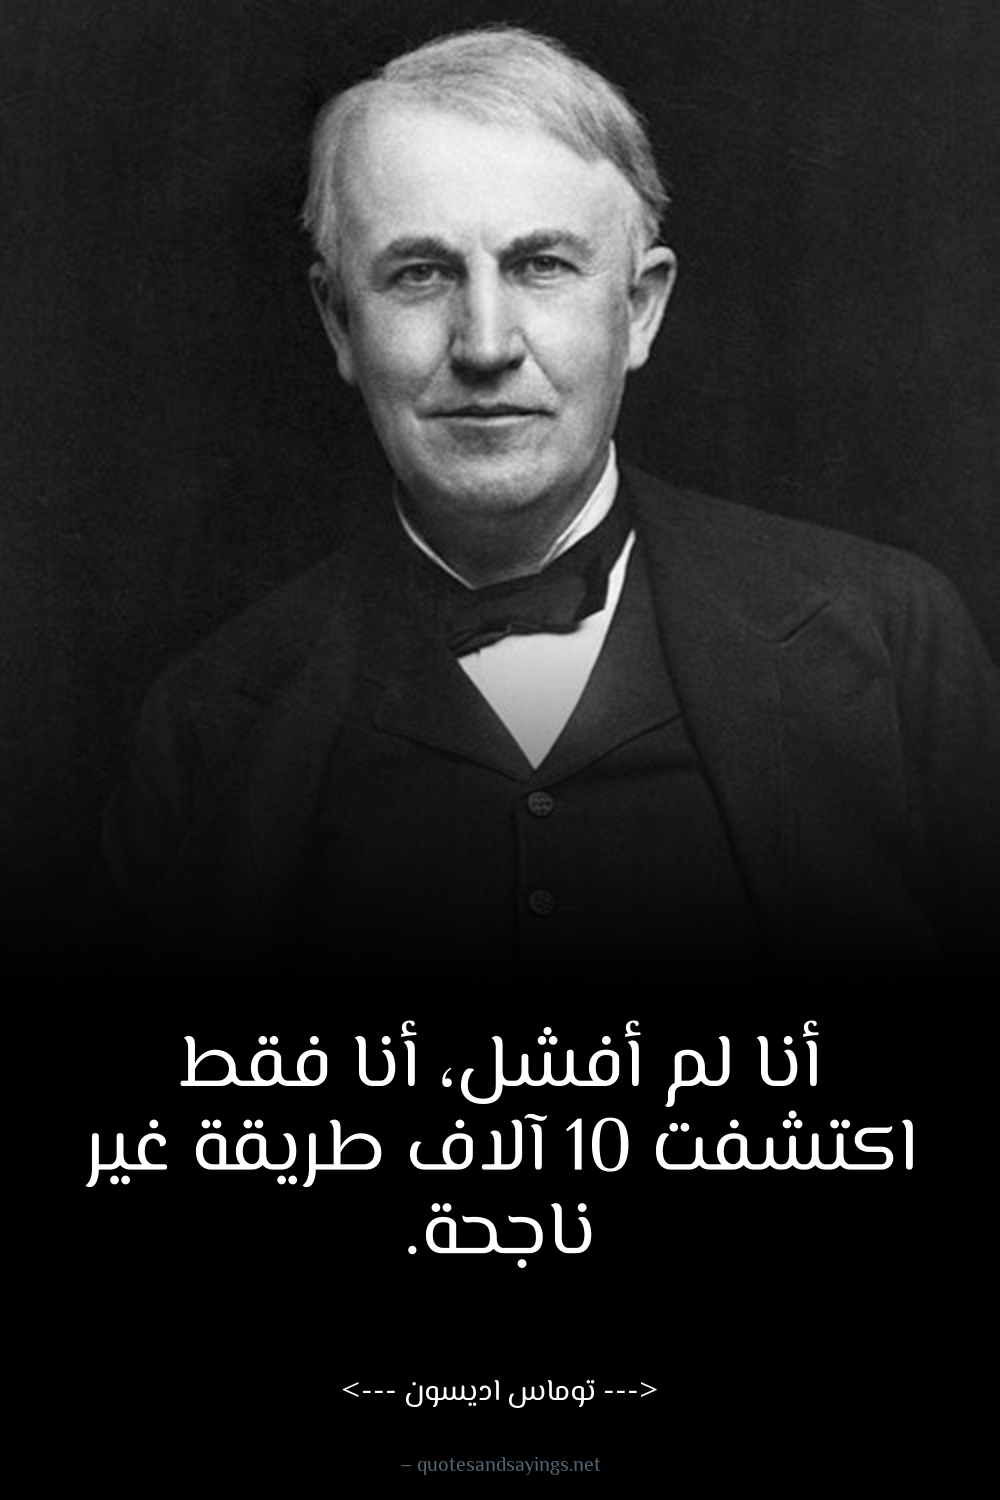 أنا لم أفشل، أنا فقط
اكتشفت 10 آلاف طريقة غير
ناجحة.
<--- توماس اديسون --->
– quotesandsayings.net